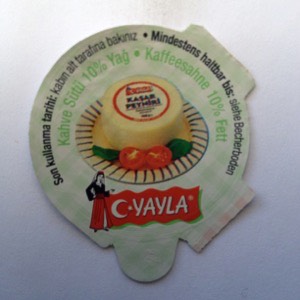 Son kullanma tarihi: kabın alt tarafına bakınız • Mindestens haltbar bis: siehe Becherboden
Kahve Sütü 10% Yağ • Kaffeesahne 10% Fett
KAŞAR
PEYNİRİ
YAYLA®